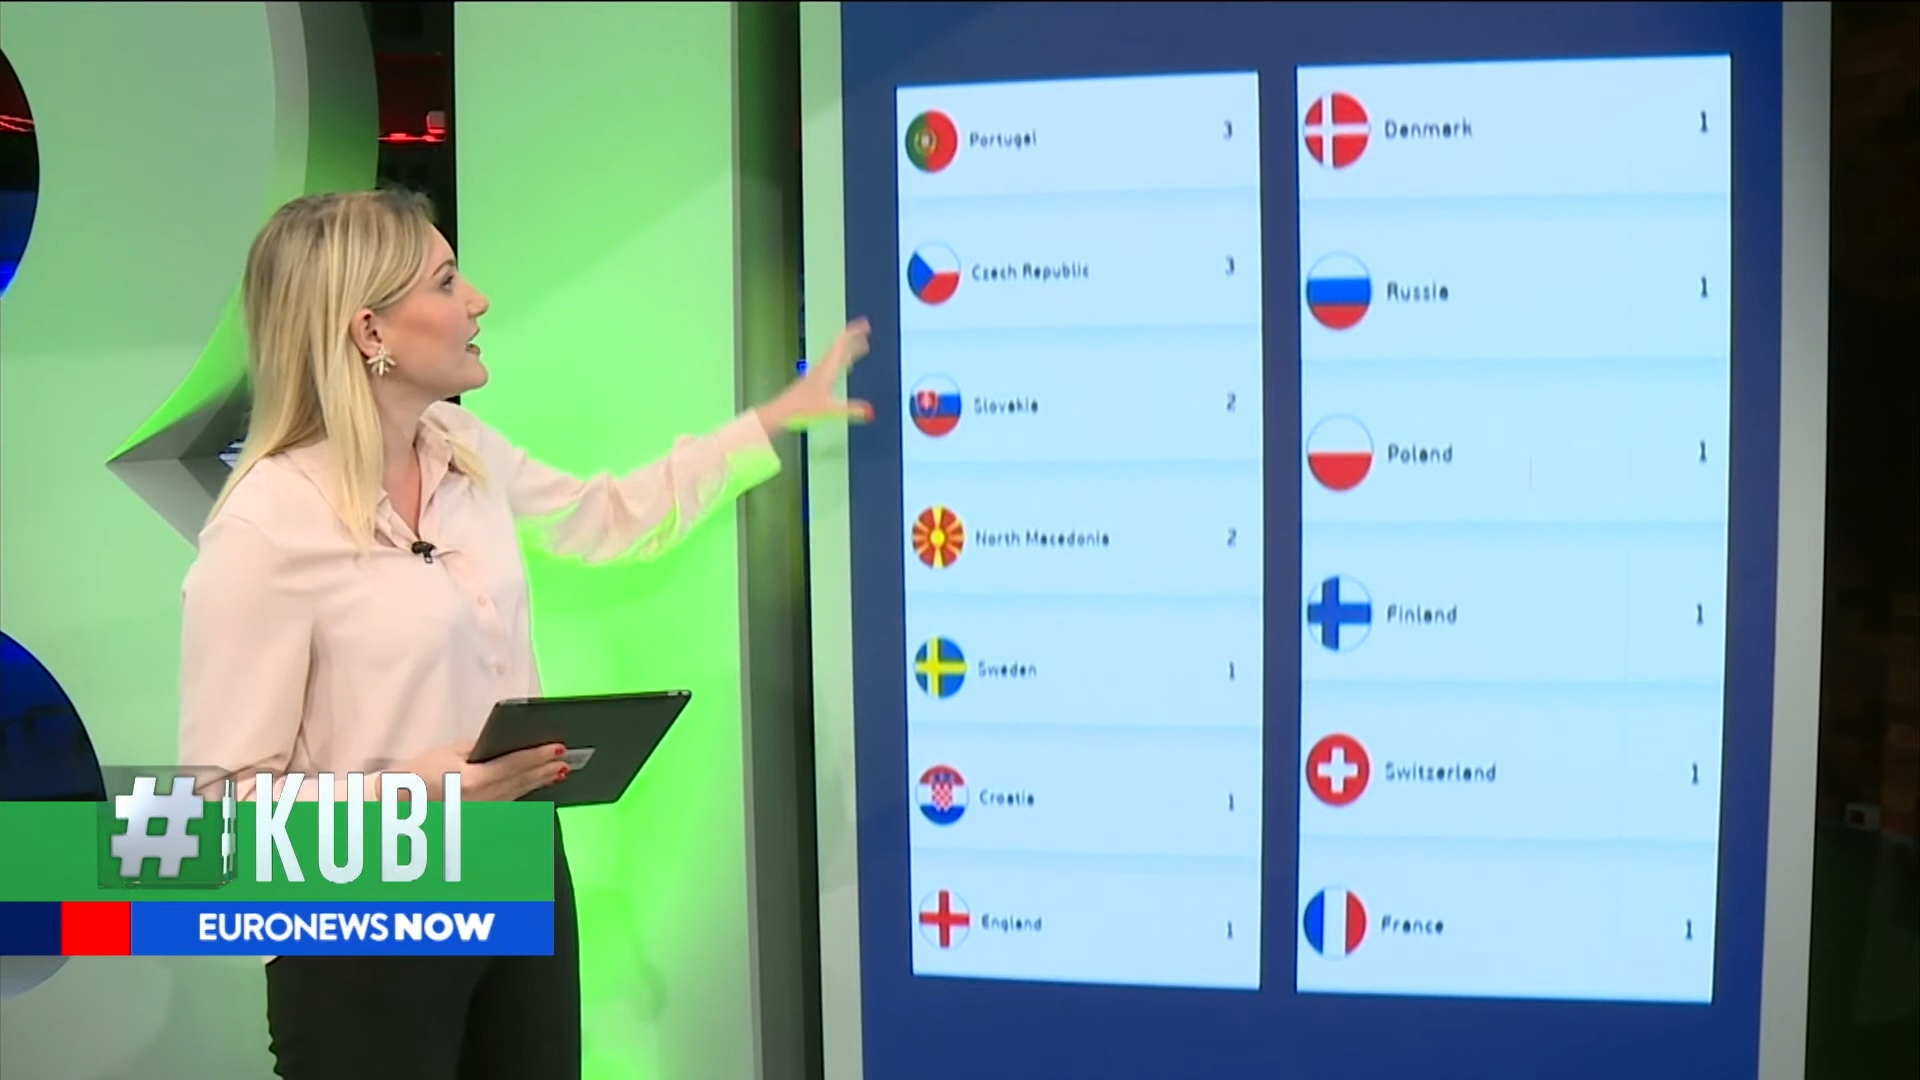 Portugal 3
Czech Republic 3
Slovakia 2
North Macedonia 2
Sweden 1
Croatia 1
England 1
Denmark 1
Russia 1
Poland 1
Finland 1
Switzerland 1
France 1
# KUBI
EURONEWS NOW